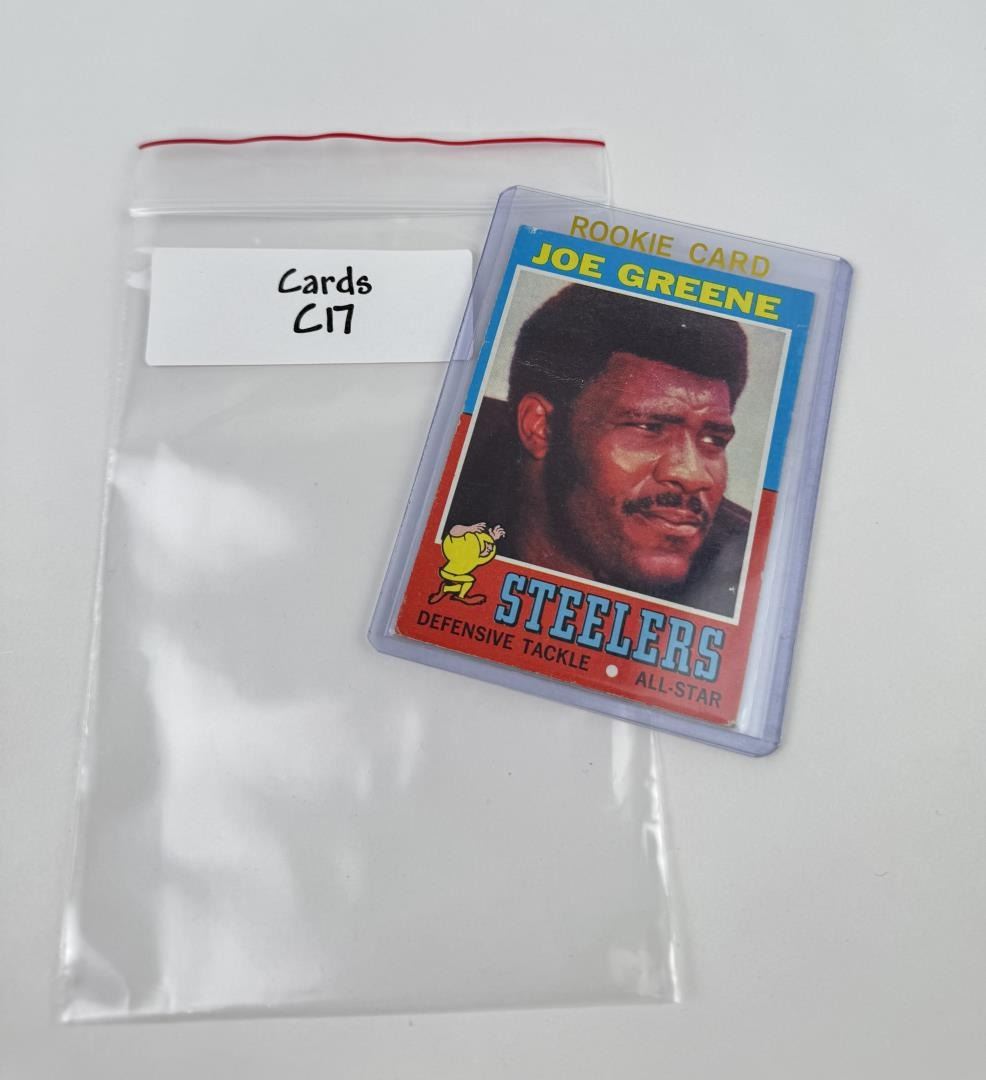 Cards
C17
ROOKIE CARD
JOE GREENE
STEELERS
DEFENSIVE TACKLE • ALL-STAR